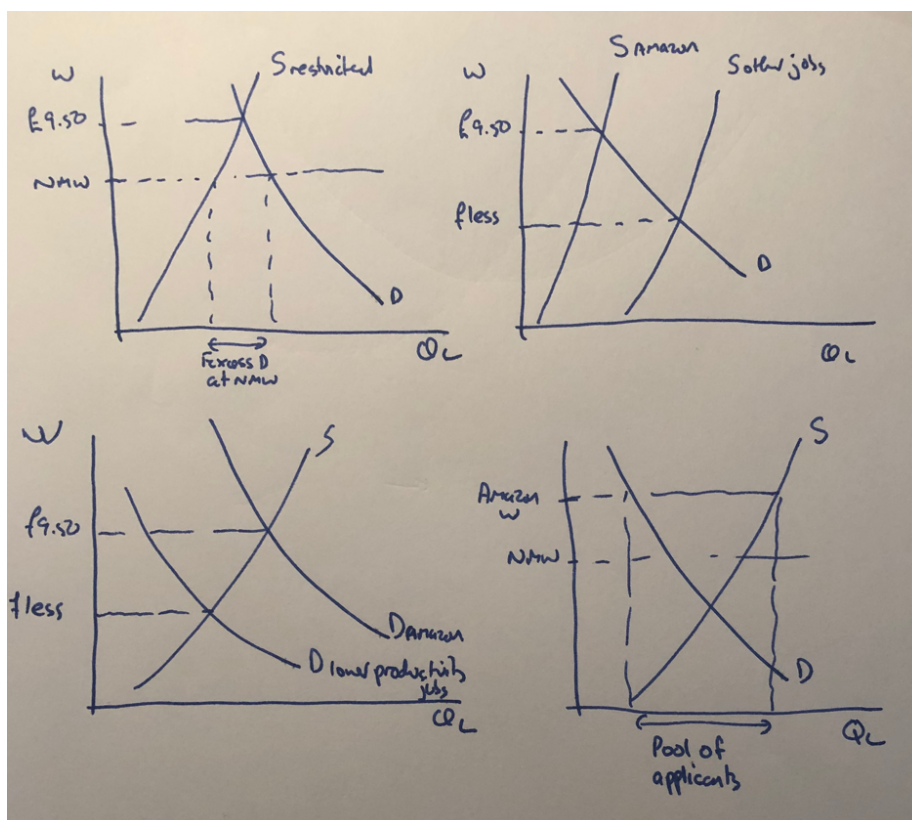 W
S restricted
£9.50
NMW
D
QL
Excess D
at NMW
W
S Amazon
S other jobs
£9.50
£less
D
QL
W
S
£9.50
£less
D Amazon
D lower productivity
jobs
QL
S
Amazon
W
NMW
D
QL
Pool of
applicants